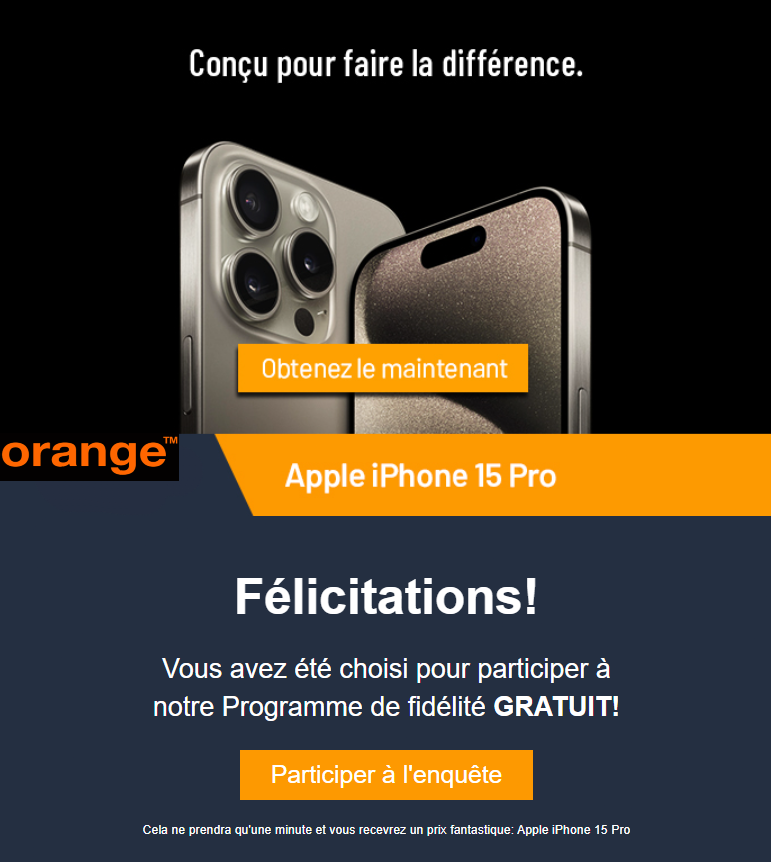 Conçu pour faire la différence.
Obtenez le maintenant
orange™
Apple iPhone 15 Pro
Félicitations!
Vous avez été choisi pour participer à
notre Programme de fidélité GRATUIT!
Participer à l'enquête
Cela ne prendra qu'une minute et vous recevrez un prix fantastique: Apple iPhone 15 Pro